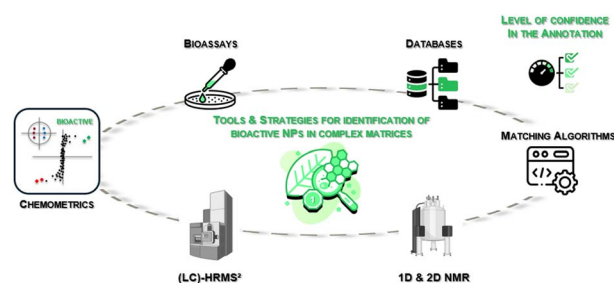 LEVEL OF CONFIDENCE
IN THE ANNOTATION
BIOASSAYS
DATABASES
TOOLS & STRATEGIES FOR IDENTIFICATION OF
BIOACTIVE NPS IN COMPLEX MATRICES
BIOACTIVE
MATCHING ALGORITHMS
</>
CHEMOMETRICS
1
(LC)-HRMS²
1D & 2D NMR